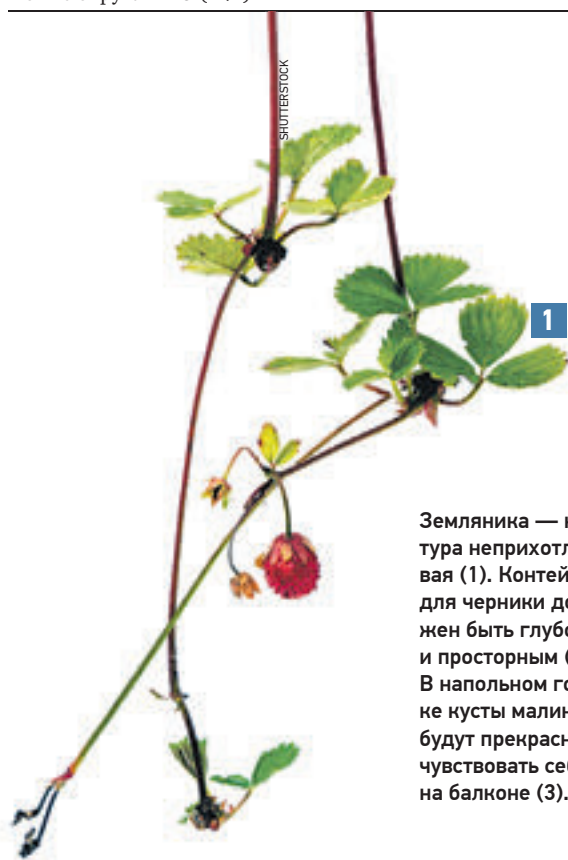 SHUTTERSTOCK
1
Земляника —
тура неприхотл
вая (1). Контей
для черники до
жен быть глубо
и просторным
В напольном го
ке кусты малин
будут прекрасн
чувствовать се
на балконе (3).